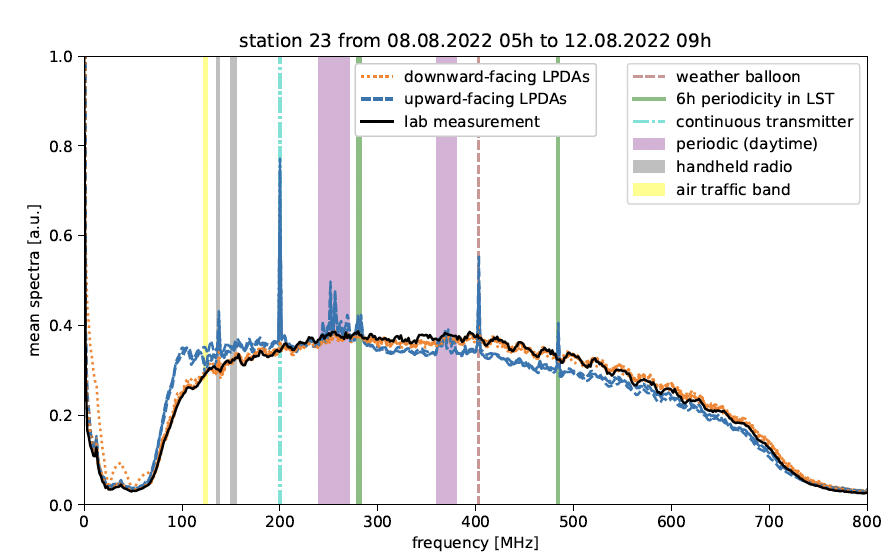 station 23 from 08.08.2022 05h to 12.08.2022 09h
downward-facing LPDAs
upward-facing LPDAs
lab measurement
weather balloon
6h periodicity in LST
continuous transmitter
periodic (daytime)
handheld radio
air traffic band
mean spectra [a.u.]
1.0
0.8
0.6
0.4
0.2
0.0
0 100 200 300 400 500 600 700 800
frequency [MHz]